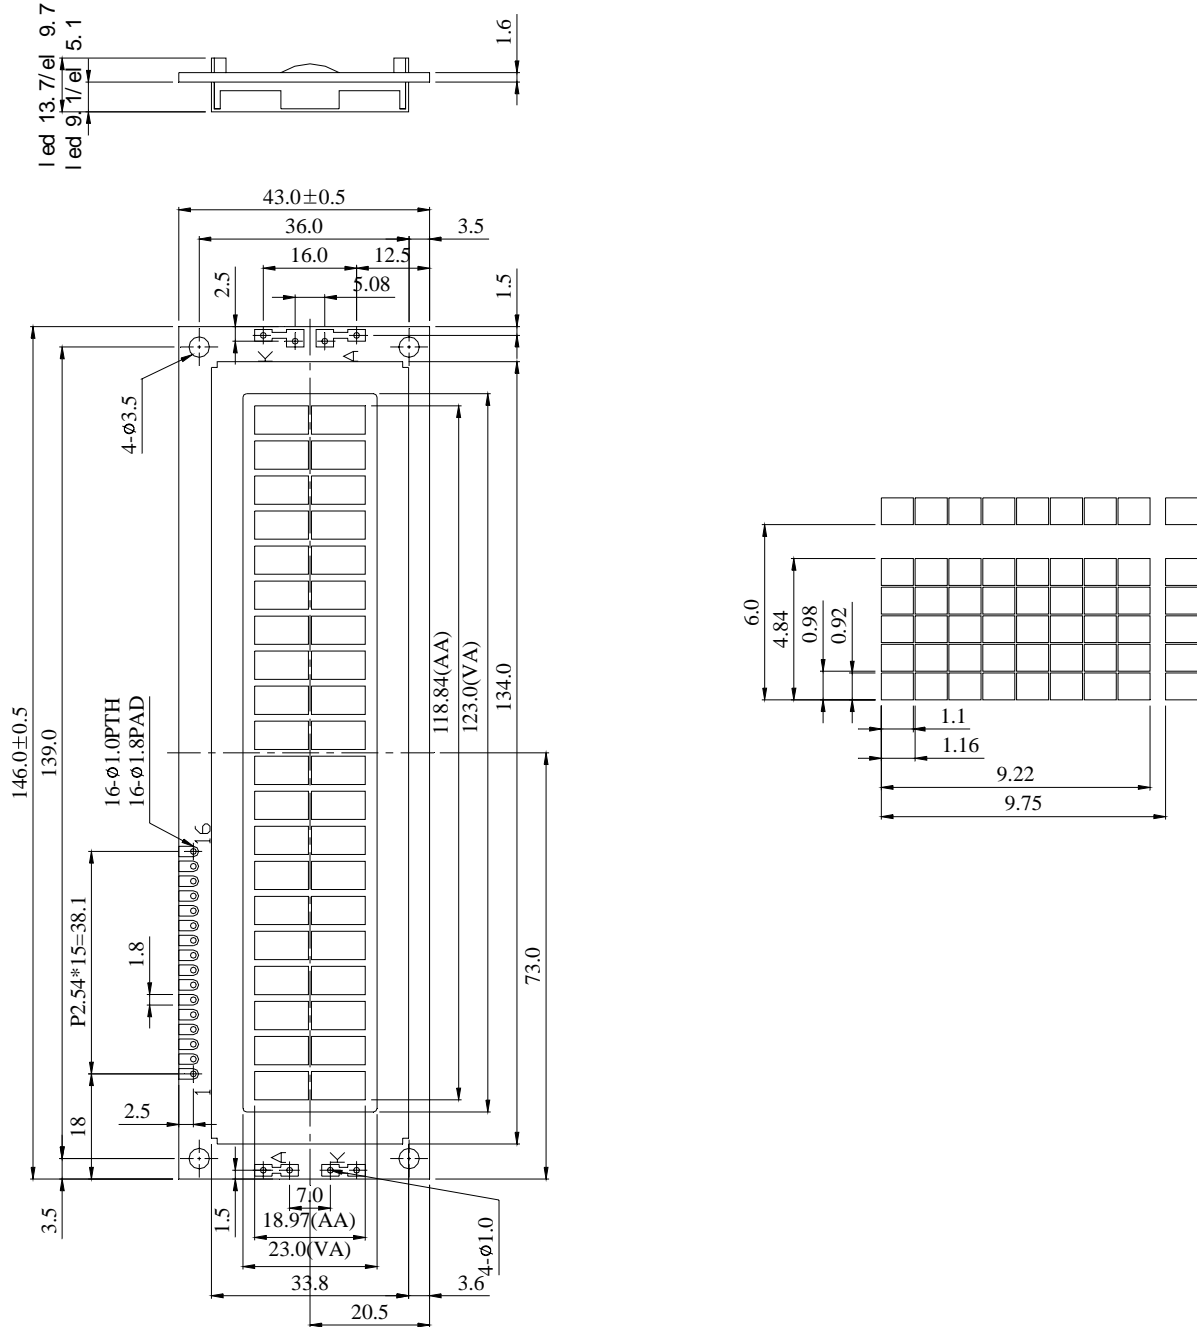 led 13.7/el 9.7
led 9.1/el 5.1
1.6
43.0±0.5
36.0
3.5
16.0
12.5
2.5
5.08
1.5
K
A
4-ø3.5
118.84(AA)
123.0(VA)
134.0
146.0±0.5
139.0
16-ø1.0PTH
16-ø1.8PAD
16
P2.54*15=38.1
1.8
73.0
1
2.5
18
A
K
3.5
1.5
7.0
18.97(AA)
23.0(VA)
4-ø1.0
33.8
3.6
20.5
6.0
4.84
0.98
0.92
1.1
1.16
9.22
9.75